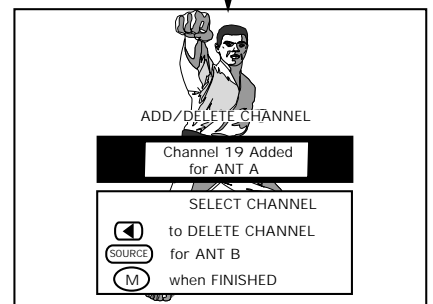 ADD/DELETE CHANNEL
Channel 19 Added
for ANT A
SELECT CHANNEL
to DELETE CHANNEL
SOURCE for ANT B
M when FINISHED